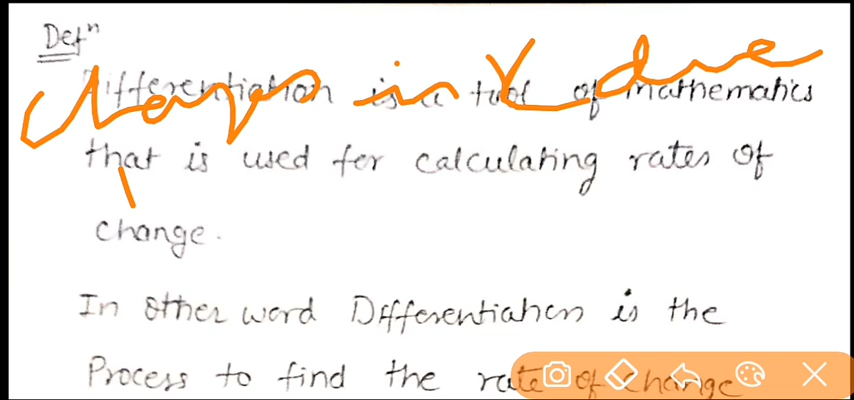 Defⁿ
Differentiation is a tool of mathematics
change in due
that is used for calculating rates of
change.
In other word Differentiation is the
Process to find the rate of change